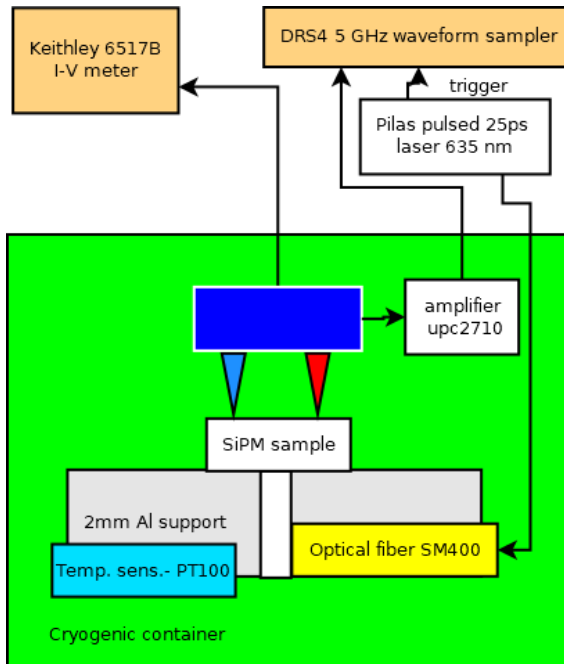 Keithley 6517B
I-V meter
DRS4 5 GHz waveform sampler
trigger
Pilas pulsed 25ps
laser 635 nm
amplifier
upc2710
SiPM sample
2mm Al support
Optical fiber SM400
Temp. sens.- PT100
Cryogenic container